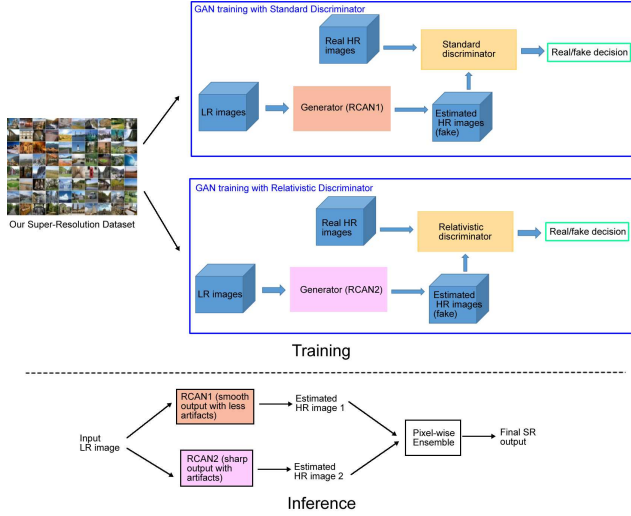 GAN training with Standard Discriminator
Real HR
images
Standard
discriminator
Real/fake decision
LR images
Generator (RCAN1)
Estimated
HR images
(fake)
Our Super-Resolution Dataset
GAN training with Relativistic Discriminator
Real HR
images
Relativistic
discriminator
Real/fake decision
LR images
Generator (RCAN2)
Estimated
HR images
(fake)
Training
Input
LR image
RCAN1 (smooth
output with less
artifacts)
Estimated
HR image 1
RCAN2 (sharp
output with
artifacts)
Estimated
HR image 2
Pixel-wise
Ensemble
Final SR
output
Inference